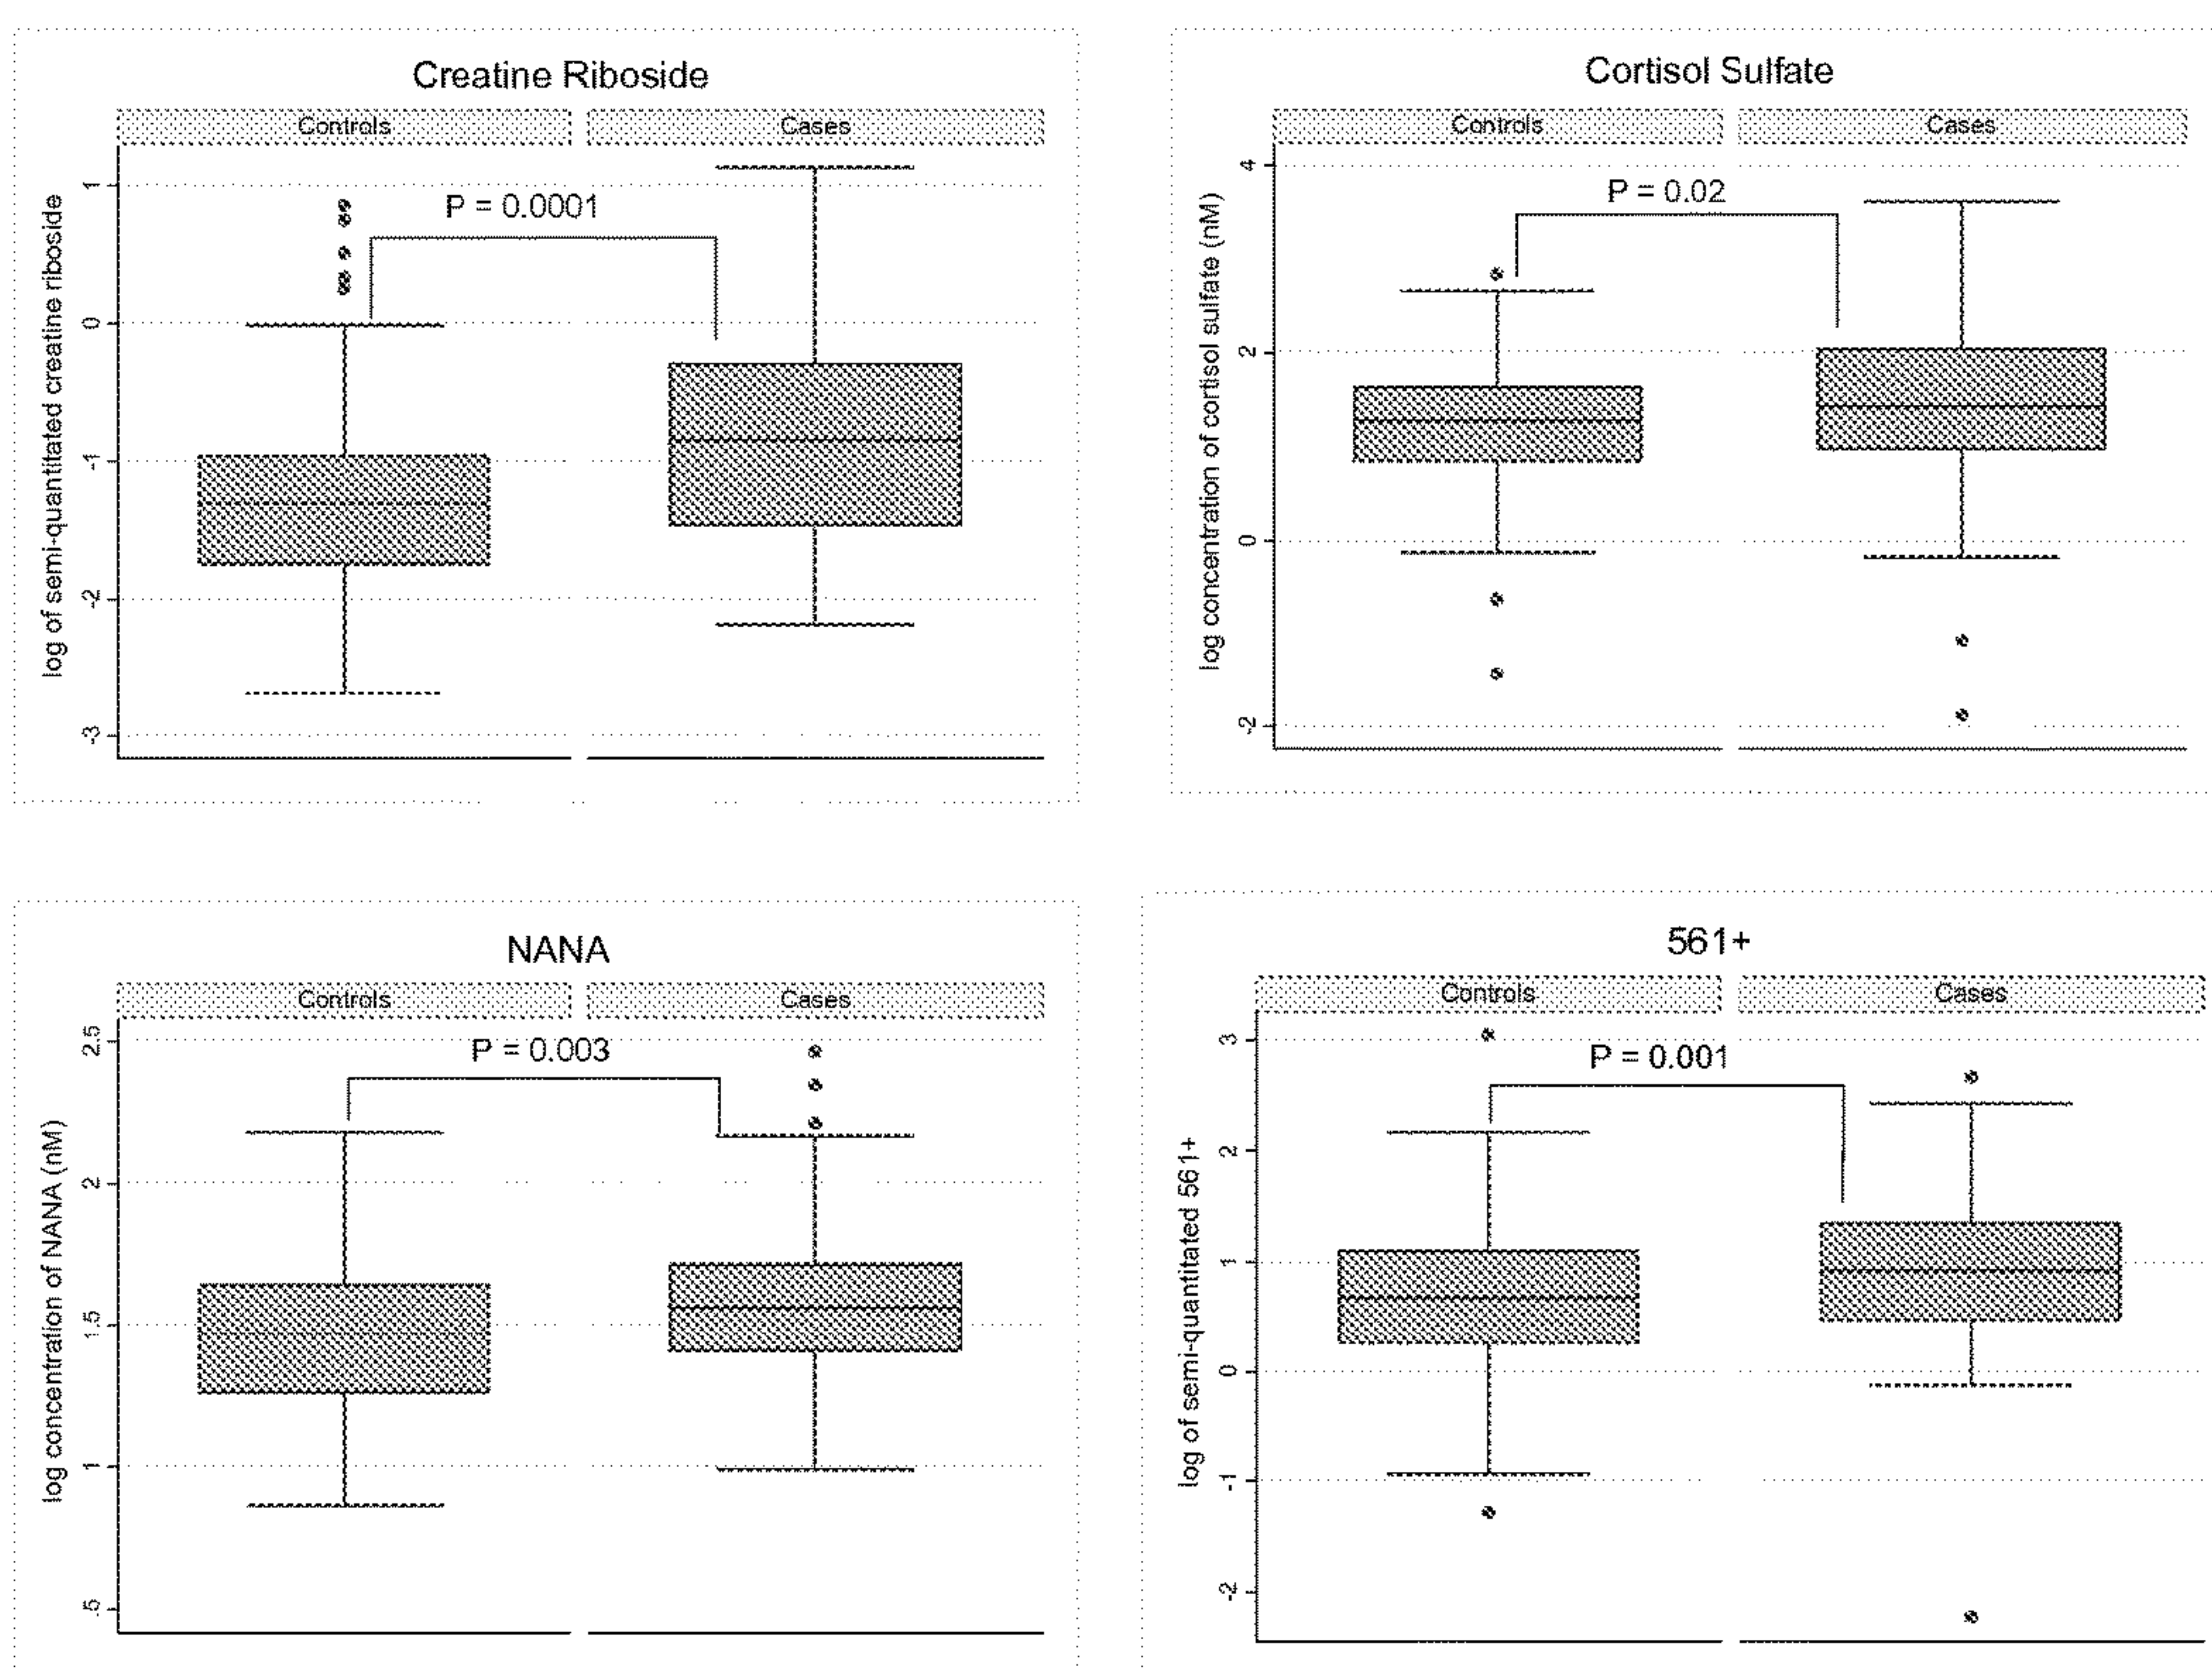 Creatine Riboside
Controls
Cases
log of semi-quantitated creatine riboside
1
0
-1
-2
-3
P = 0.0001
Cortisol Sulfate
Controls
Cases
log concentration of cortisol sulfate (nM)
4
2
0
-2
P = 0.02
NANA
Controls
Cases
log concentration of NANA (nM)
2.5
2
1.5
1
.5
P = 0.003
561+
Controls
Cases
log of semi-quantitated 561+
3
2
1
0
-1
-2
P = 0.001